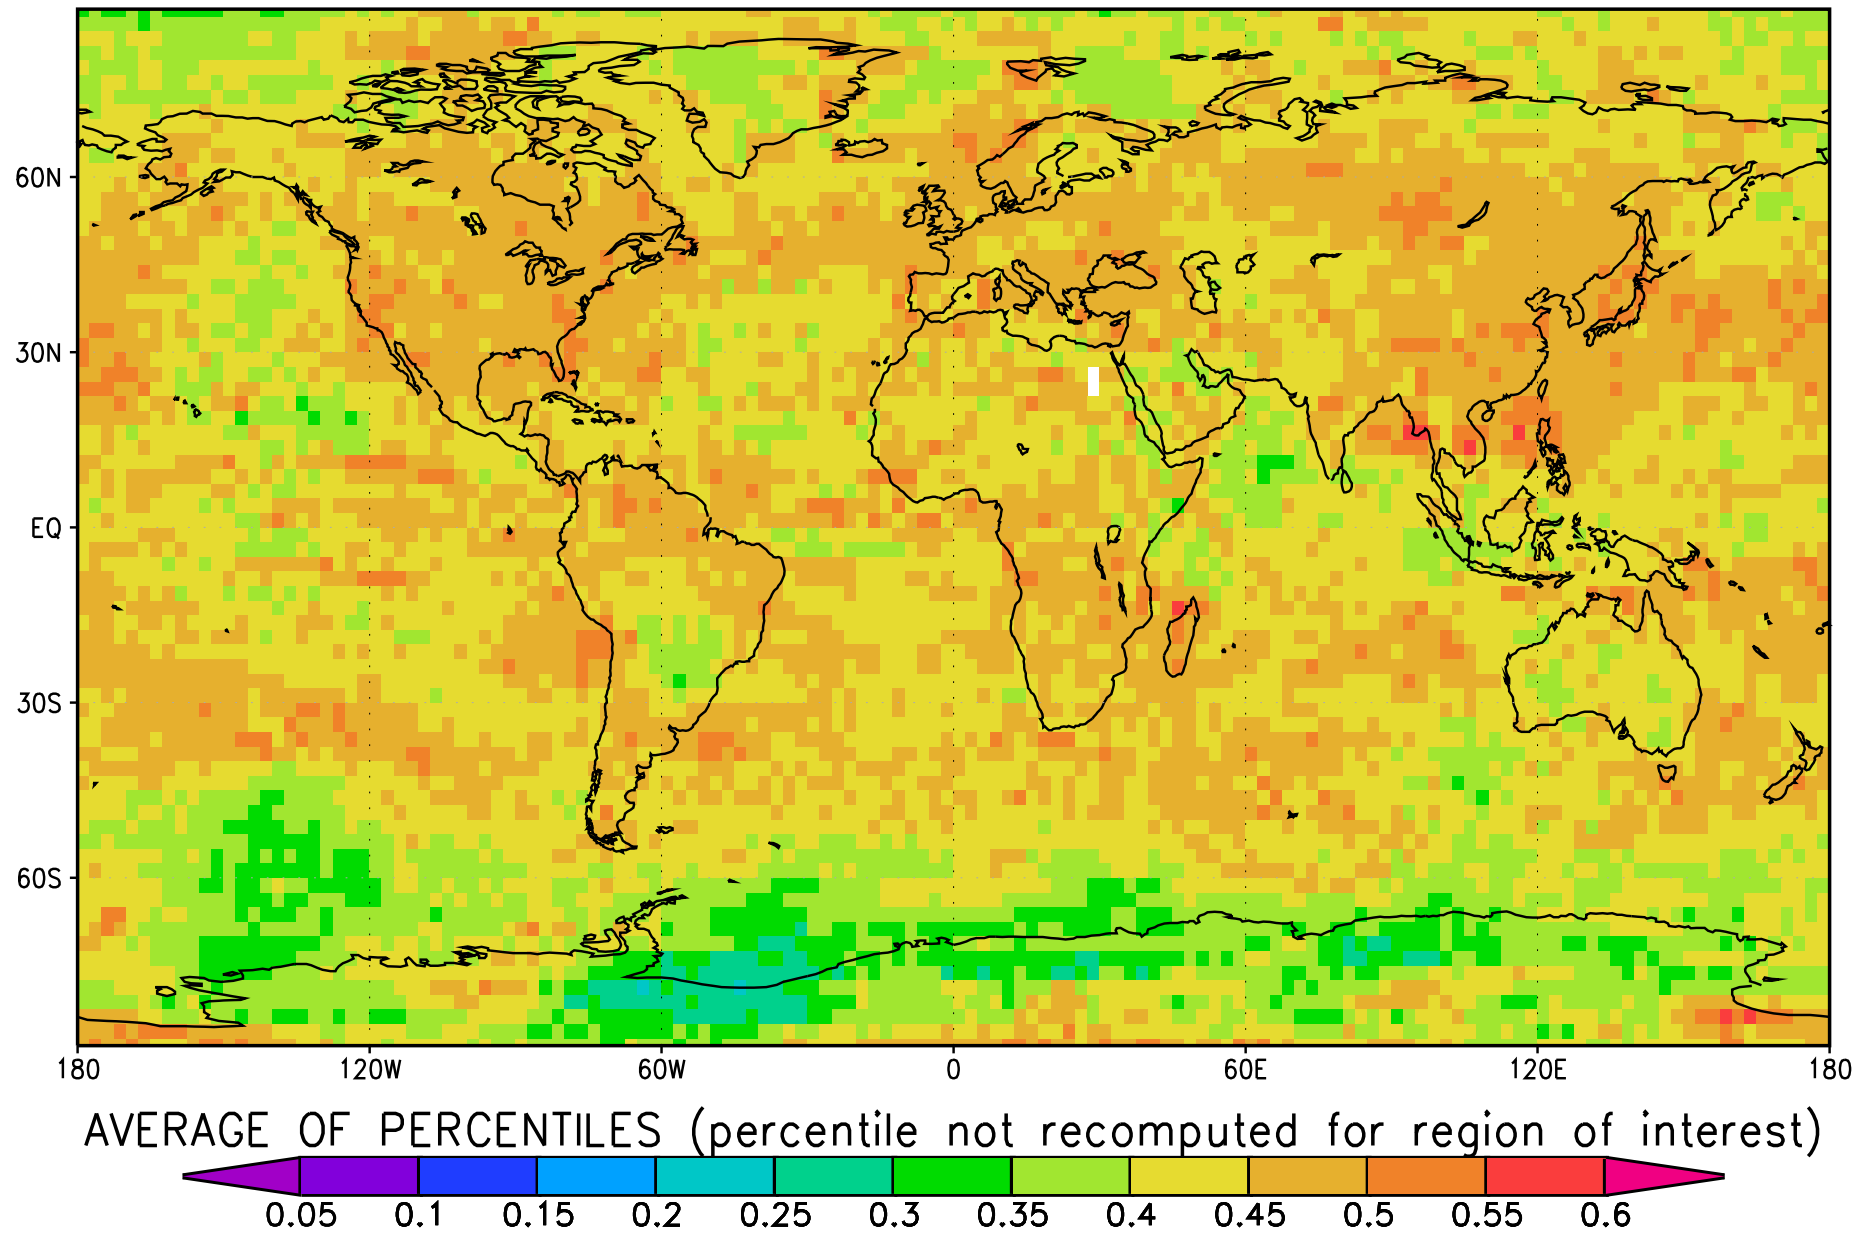 60N
30N
EQ
30S
60S
180 120W 60W 0 60E 120E 180
AVERAGE OF PERCENTILES (percentile not recomputed for region of interest)
0.05 0.1 0.15 0.2 0.25 0.3 0.35 0.4 0.45 0.5 0.55 0.6